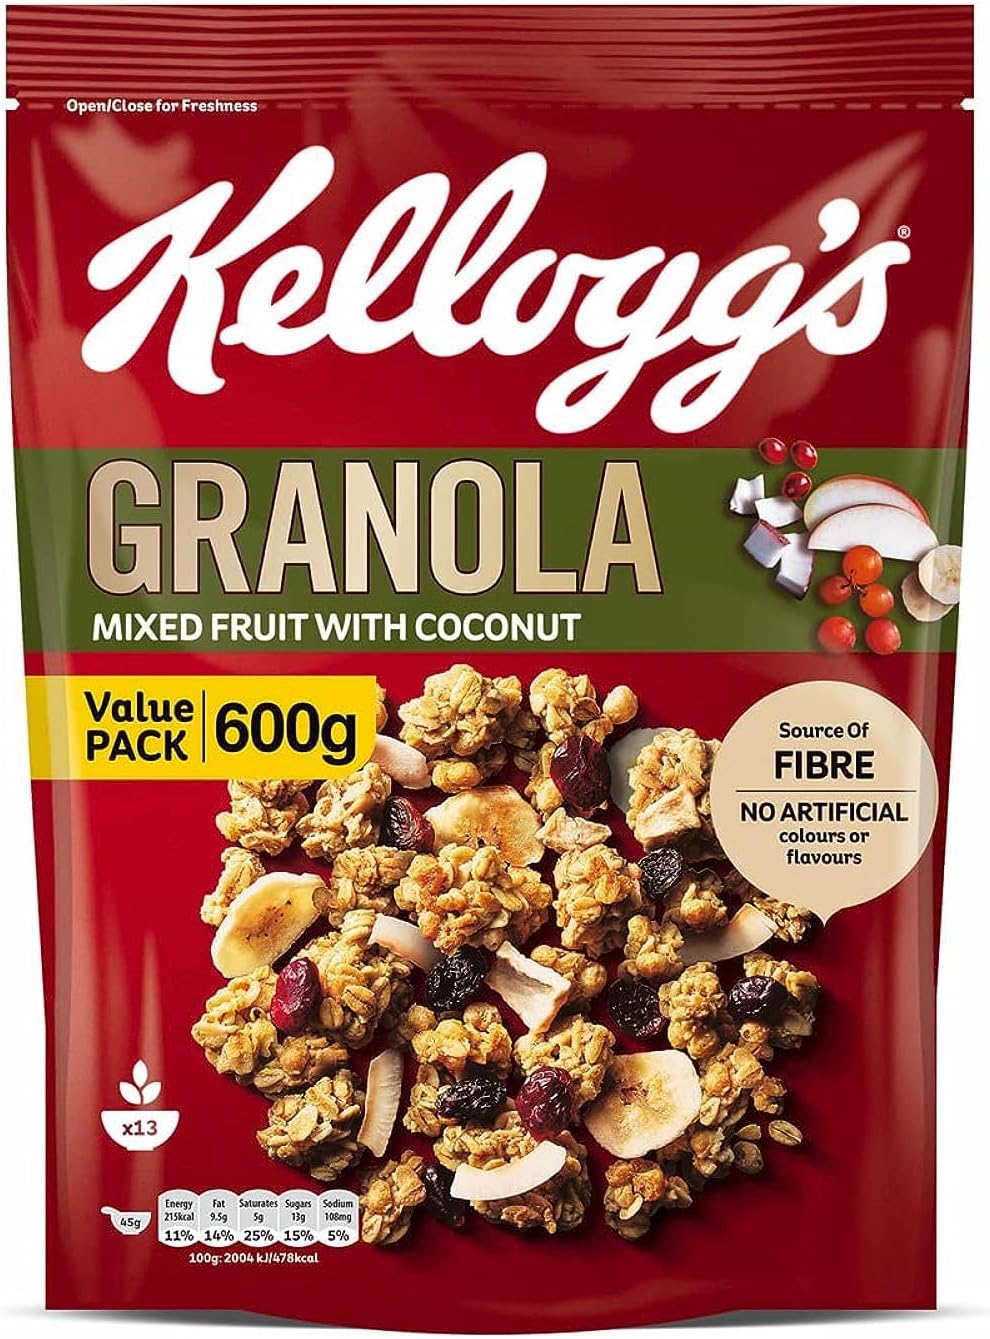 Open/Close for Freshness
Kellogg's®
GRANOLA
MIXED FRUIT WITH COCONUT
Value
PACK
600g
Source Of
FIBRE
NO ARTIFICIAL
colours or
flavours
x13
45g
Energy Fat Saturates Sugars Sodium
215kcal 9.5g 5g 13g 108mg
11% 14% 25% 15% 5%
100g: 2004 kJ/478kcal